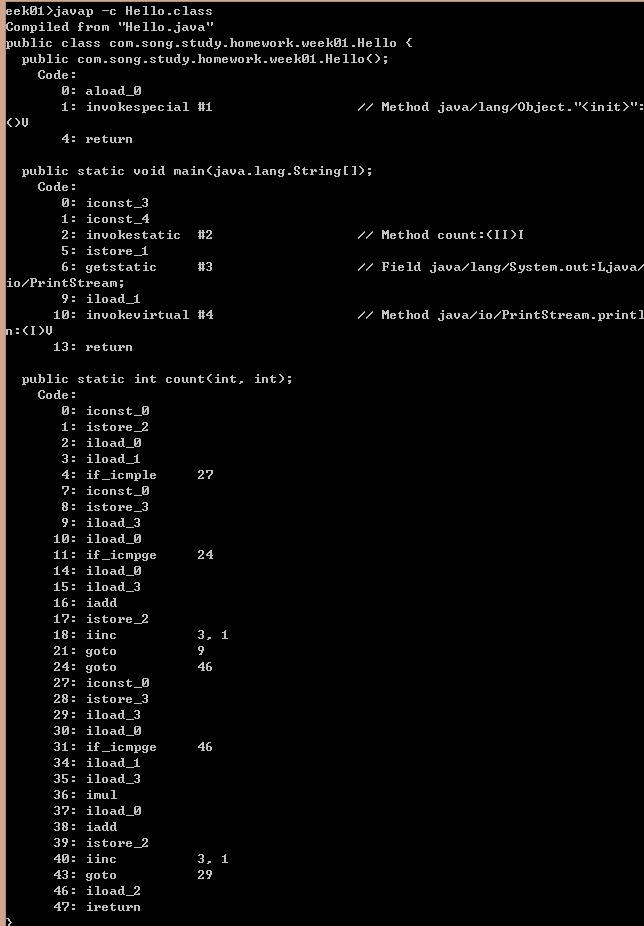 eek01>javap -c Hello.class
Compiled from "Hello.java"
public class com.song.study.homework.week01.Hello {
  public com.song.study.homework.week01.Hello();
    Code:
       0: aload_0
       1: invokespecial #1                  // Method java/lang/Object."<init>":
()V
       4: return

  public static void main(java.lang.String[]);
    Code:
       0: iconst_3
       1: iconst_4
       2: invokestatic  #2                  // Method count:(II)I
       5: istore_1
       6: getstatic     #3                  // Field java/lang/System.out:Ljava/
io/PrintStream;
       9: iload_1
      10: invokevirtual #4                  // Method java/io/PrintStream.printl
n:(I)V
      13: return

  public static int count(int, int);
    Code:
       0: iconst_0
       1: istore_2
       2: iload_0
       3: iload_1
       4: if_icmple     27
       7: iconst_0
       8: istore_3
       9: iload_3
      10: iload_0
      11: if_icmpge     24
      14: iload_0
      15: iload_3
      16: iadd
      17: istore_2
      18: iinc          3, 1
      21: goto          9
      24: goto          46
      27: iconst_0
      28: istore_3
      29: iload_3
      30: iload_0
      31: if_icmpge     46
      34: iload_1
      35: iload_3
      36: imul
      37: iload_0
      38: iadd
      39: istore_2
      40: iinc          3, 1
      43: goto          29
      46: iload_2
      47: ireturn
}